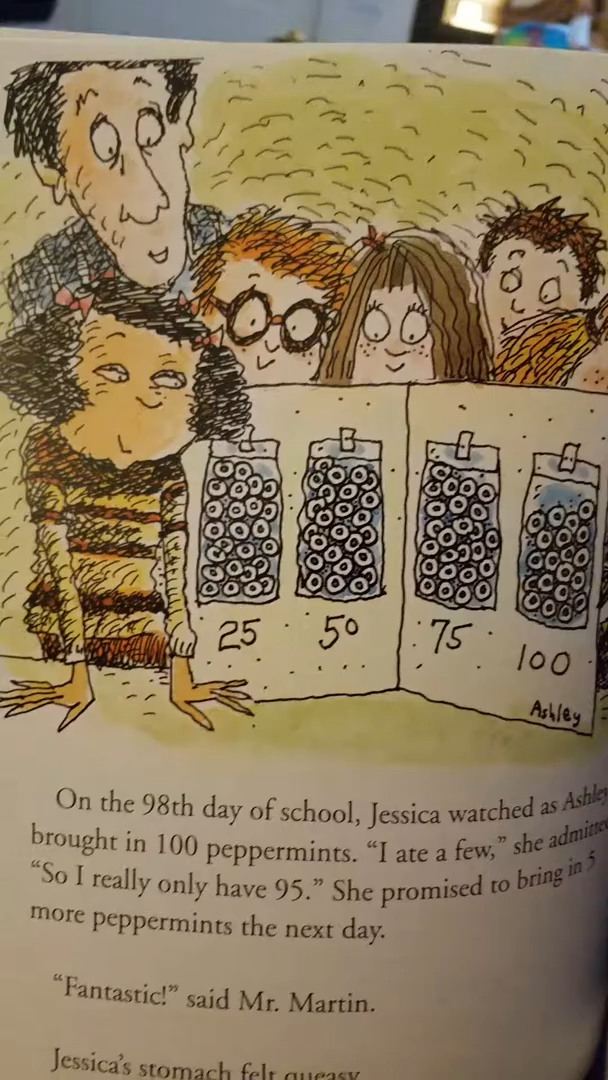 25 50 75 100
Ashley
On the 98th day of school, Jessica watched as Ashley
brought in 100 peppermints. “I ate a few,” she admitted.
“So I really only have 95.” She promised to bring in 5
more peppermints the next day.
“Fantastic!” said Mr. Martin.
Jessica’s stomach felt queasy